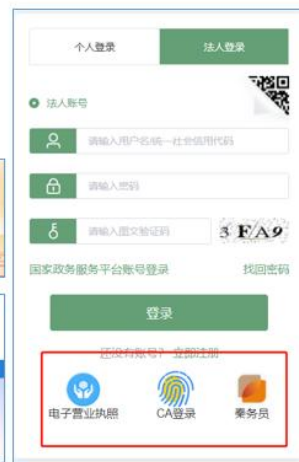 个人登录 法人登录
法人账号
请输入用户名/统一社会信用代码
请输入密码
请输入图文验证码 3 FA9
国家政务服务平台账号登录 找回密码
登录
还没有账号？ 立即注册
电子营业执照 CA登录 秦务员